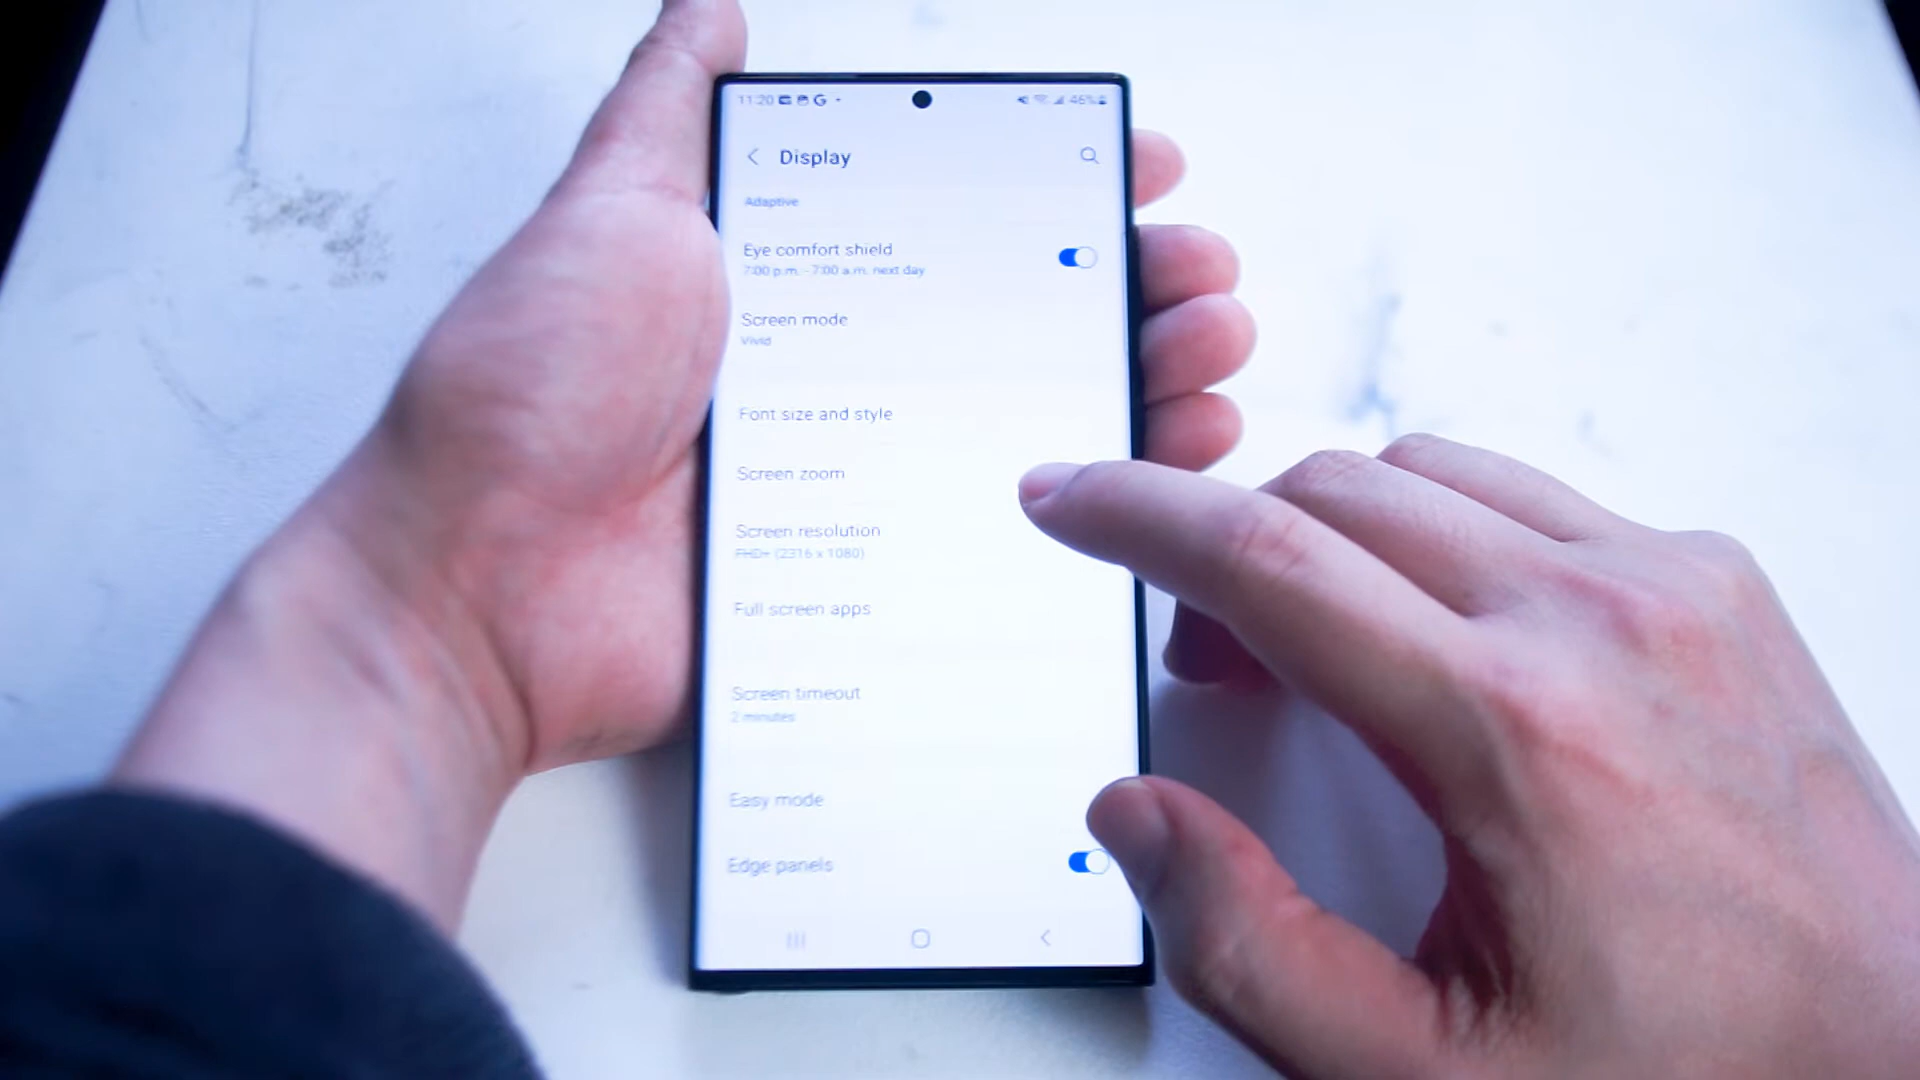 11:20 G
46%
Display
Adaptive
Eye comfort shield
7:00 p.m. - 7:00 a.m. next day
Screen mode
Vivid
Font size and style
Screen zoom
Screen resolution
FHD+ (2316 x 1080)
Full screen apps
Screen timeout
2 minutes
Easy mode
Edge panels